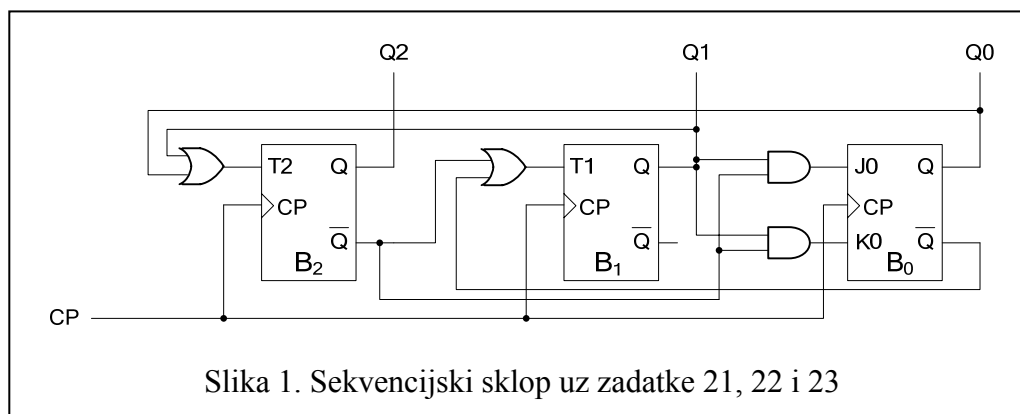 Q2 Q1 Q0
T2 Q T1 Q J0 Q
CP CP CP
Q̅ Q̅ K0 Q̅
B₂ B₁ B₀
CP
Slika 1. Sekvencijski sklop uz zadatke 21, 22 i 23